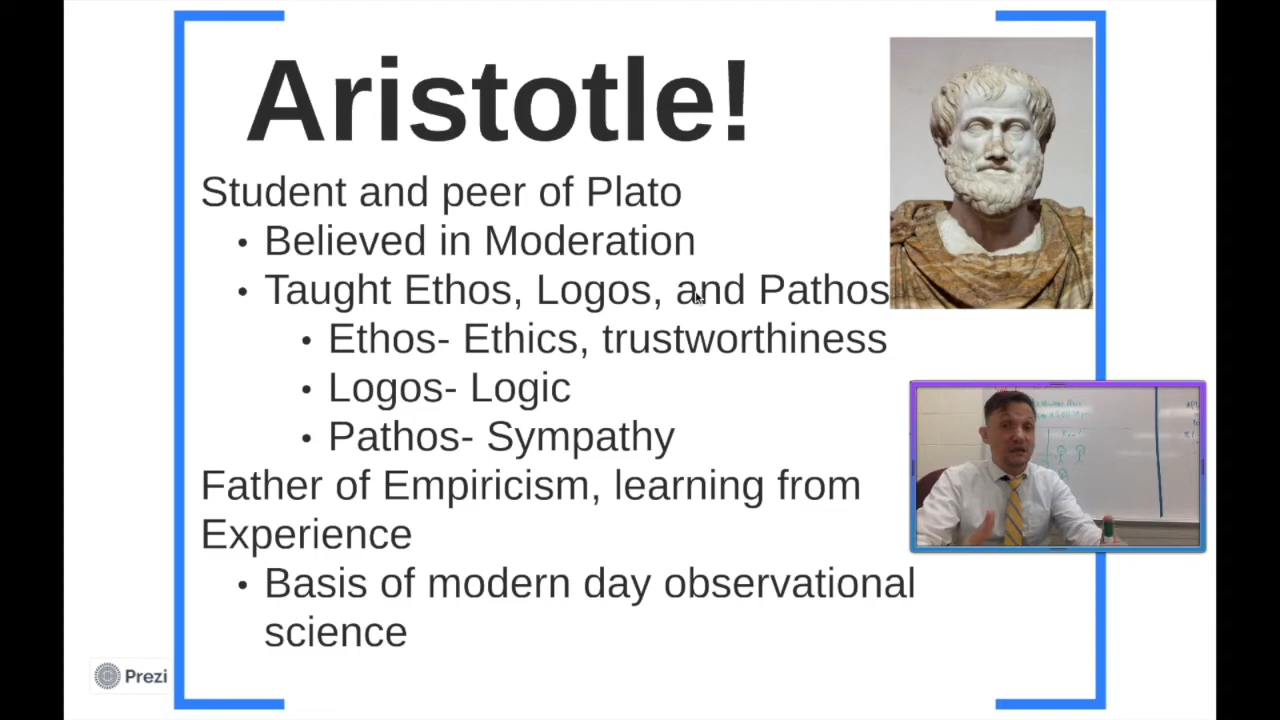 Aristotle!
Student and peer of Plato
• Believed in Moderation
• Taught Ethos, Logos, and Pathos
• Ethos- Ethics, trustworthiness
• Logos- Logic
• Pathos- Sympathy
Father of Empiricism, learning from
Experience
• Basis of modern day observational
science
Prezi